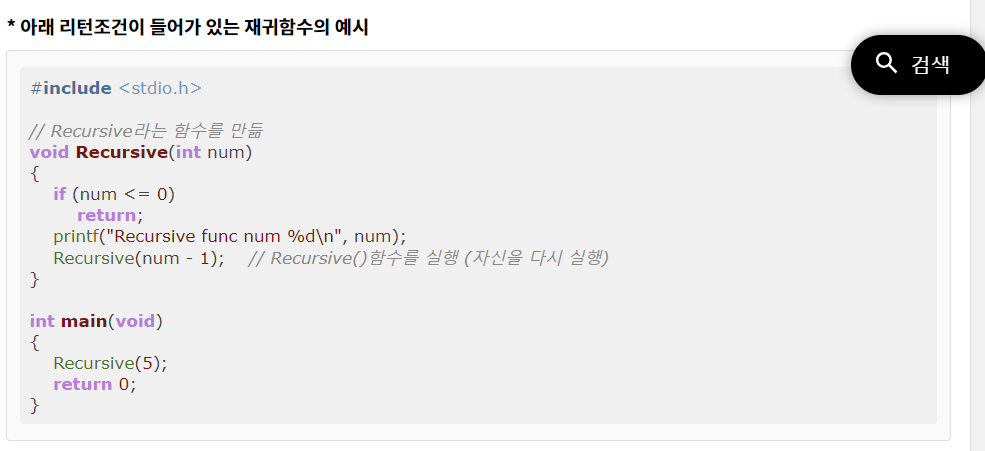 * 아래 리턴조건이 들어가 있는 재귀함수의 예시
검색
#include <stdio.h>
// Recursive라는 함수를 만듦
void Recursive(int num)
{
if (num <= 0)
return;
printf("Recursive func num %d\n", num);
Recursive(num - 1); // Recursive()함수를 실행 (자신을 다시 실행)
}
int main(void)
{
Recursive(5);
return 0;
}